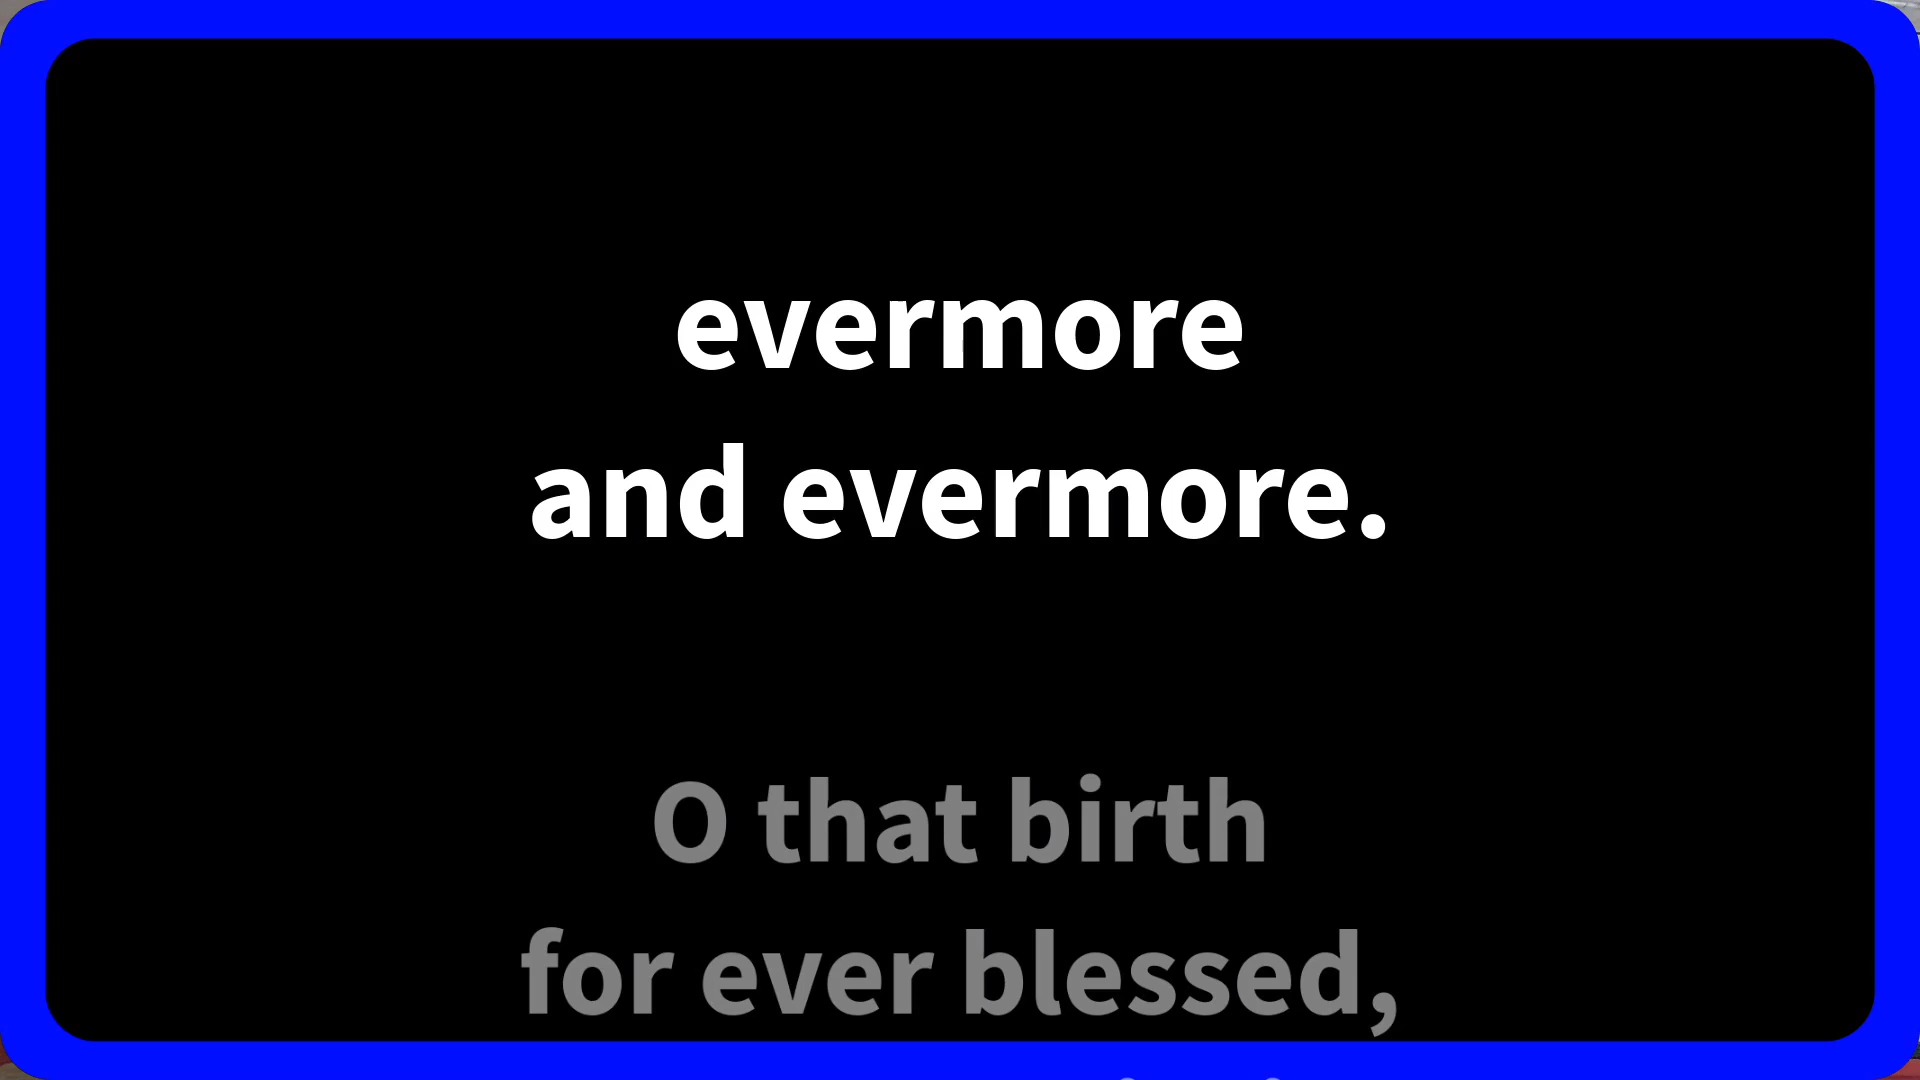 evermore
and evermore.
O that birth
for ever blessed,